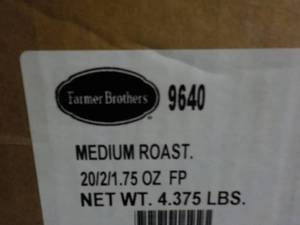 Farmer Brothers 9640
MEDIUM ROAST.
20/2/1.75 OZ FP
NET WT. 4.375 LBS.